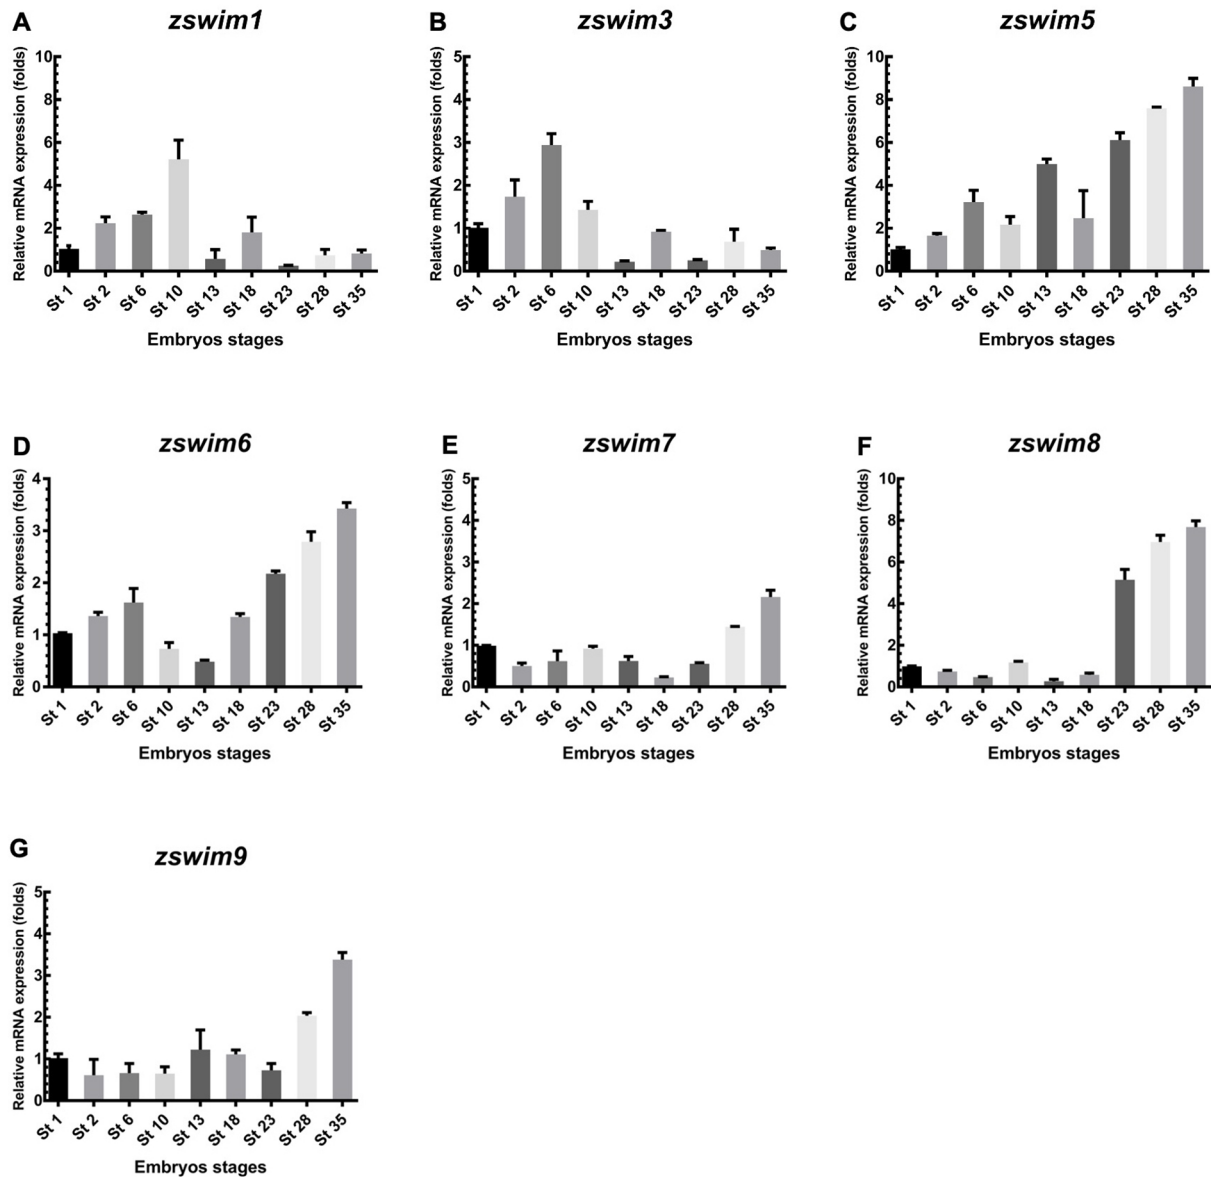 A
zswim1
Relative mRNA expression (folds)
10
8
6
4
2
0
St 1
St 2
St 6
St 10
St 13
St 18
St 23
St 28
St 35
Embryos stages
B
zswim3
Relative mRNA expression (folds)
5
4
3
2
1
0
St 1
St 2
St 6
St 10
St 13
St 18
St 23
St 28
St 35
Embryos stages
C
zswim5
Relative mRNA expression (folds)
10
8
6
4
2
0
St 1
St 2
St 6
St 10
St 13
St 18
St 23
St 28
St 35
Embryos stages
D
zswim6
Relative mRNA expression (folds)
4
3
2
1
0
St 1
St 2
St 6
St 10
St 13
St 18
St 23
St 28
St 35
Embryos stages
E
zswim7
Relative mRNA expression (folds)
5
4
3
2
1
0
St 1
St 2
St 6
St 10
St 13
St 18
St 23
St 28
St 35
Embryos stages
F
zswim8
Relative mRNA expression (folds)
10
8
6
4
2
0
St 1
St 2
St 6
St 10
St 13
St 18
St 23
St 28
St 35
Embryos stages
G
zswim9
Relative mRNA expression (folds)
5
4
3
2
1
0
St 1
St 2
St 6
St 10
St 13
St 18
St 23
St 28
St 35
Embryos stages